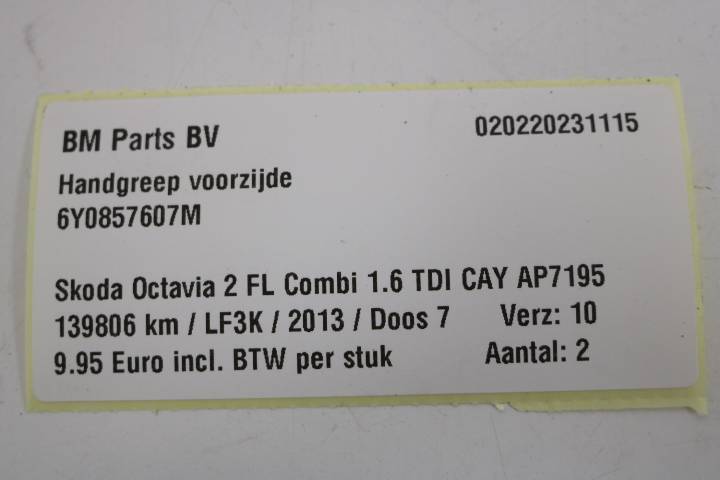 BM Parts BV 020220231115
Handgreep voorzijde
6Y0857607M
Skoda Octavia 2 FL Combi 1.6 TDI CAY AP7195
139806 km / LF3K / 2013 / Doos 7 Verz: 10
9.95 Euro incl. BTW per stuk Aantal: 2